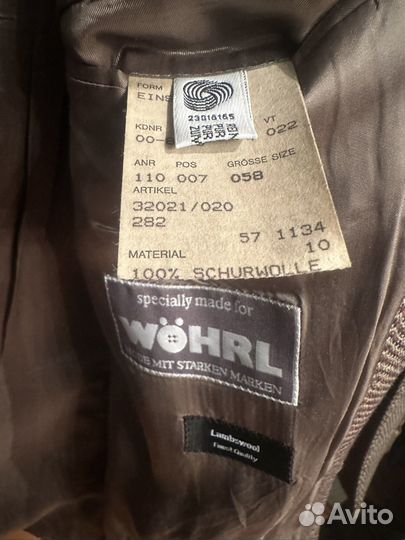 FORM
EINS
23016165
KDNR
VT
00-
022
ANR POS GRÖSSE SIZE
110 007 058
ARTIKEL
32021/020
282
57 1134
MATERIAL 10
100% SCHURWOLLE
specially made for
WÖHRL
MODE MIT STARKEN MARKEN
Lambswool
Finest Quality
Avito